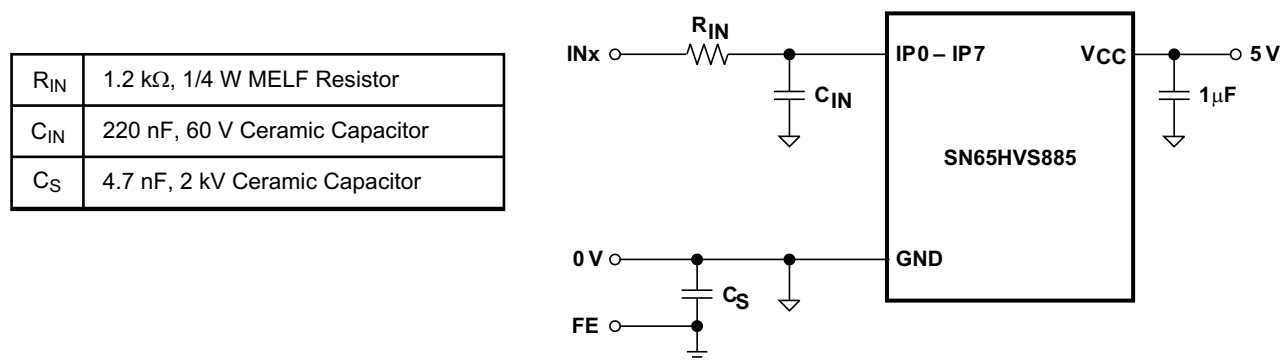 R_IN 1.2 kΩ, 1/4 W MELF Resistor
C_IN 220 nF, 60 V Ceramic Capacitor
C_S 4.7 nF, 2 kV Ceramic Capacitor
INx
R_IN
C_IN
IP0 – IP7
V_CC
5 V
1μF
SN65HVS885
0 V
GND
C_S
FE